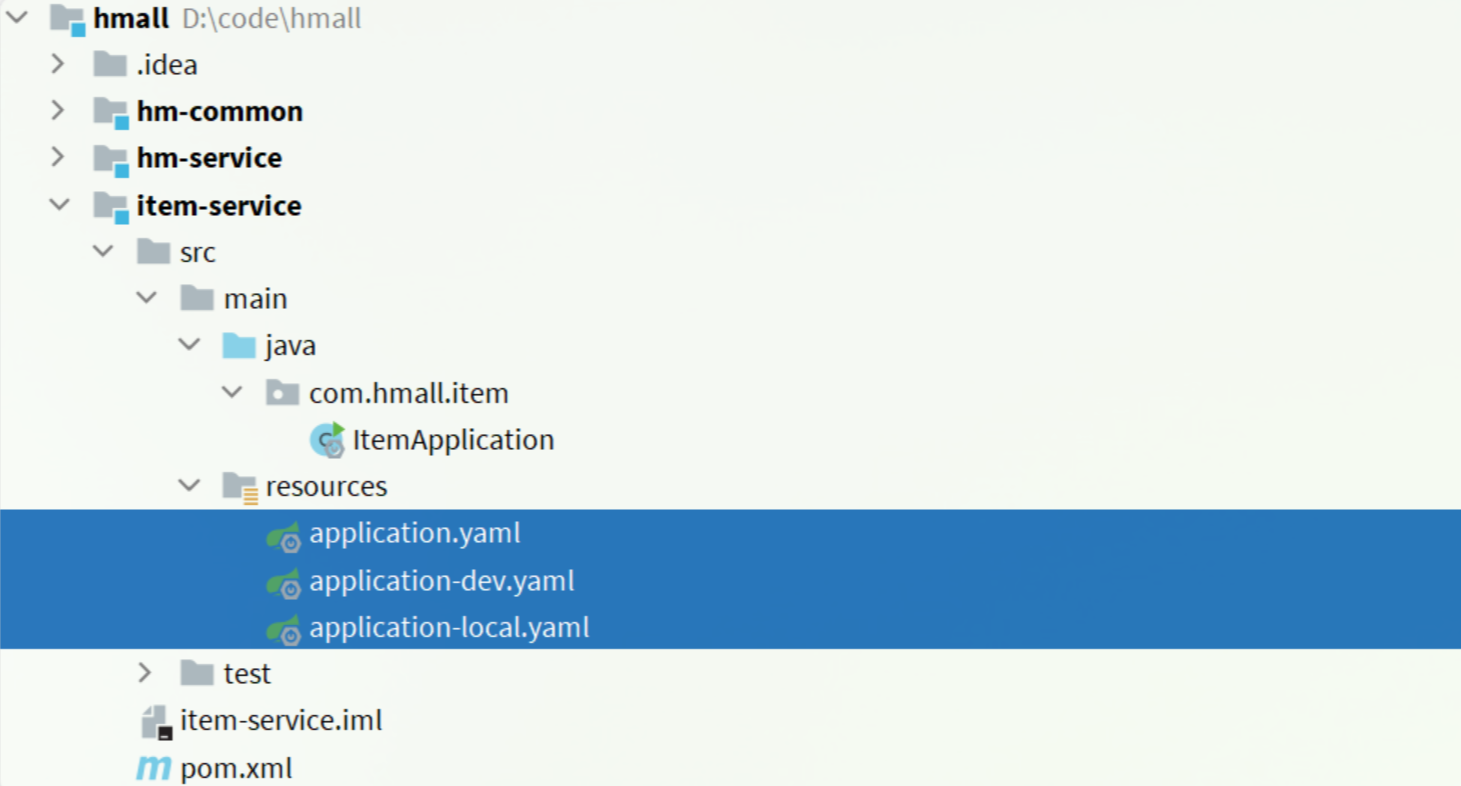 hmall D:\code\hmall
.idea
hm-common
hm-service
item-service
src
main
java
com.hmall.item
ItemApplication
resources
application.yaml
application-dev.yaml
application-local.yaml
test
item-service.iml
pom.xml